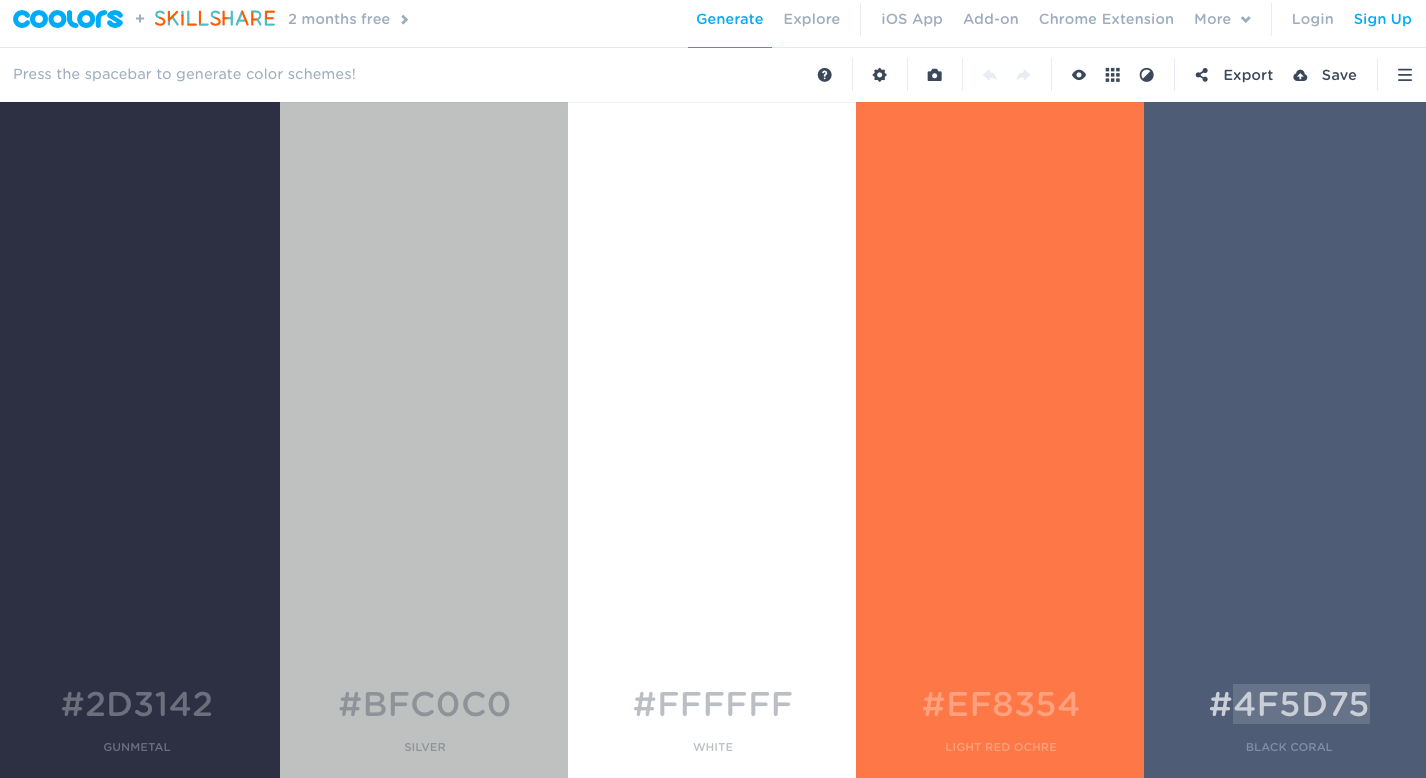 coolors + SKILLSHARE 2 months free Generate Explore iOS App Add-on Chrome Extension More Login Sign Up
Press the spacebar to generate color schemes! Export Save
#2D3142 #BFC0C0 #FFFFFF #EF8354 #4F5D75
GUNMETAL SILVER WHITE LIGHT RED OCHRE BLACK CORAL